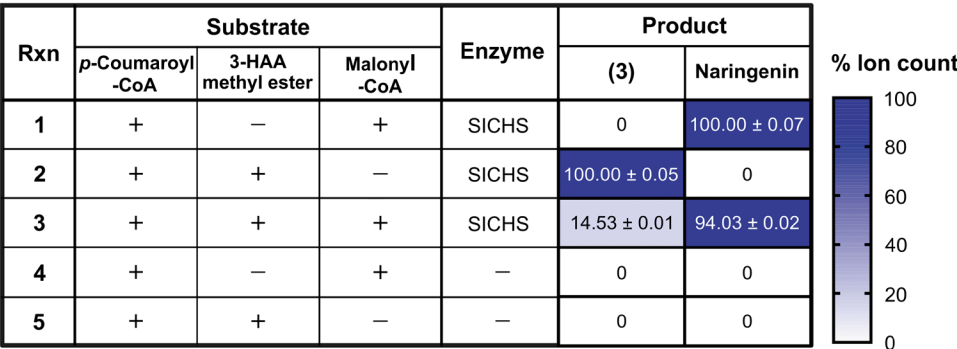 Rxn Substrate Enzyme Product
p-Coumaroyl-CoA 3-HAA methyl ester Malonyl-CoA (3) Naringenin
1 + − + SlCHS 0 100.00 ± 0.07
2 + + − SlCHS 100.00 ± 0.05 0
3 + + + SlCHS 14.53 ± 0.01 94.03 ± 0.02
4 + − + − 0 0
5 + + − − 0 0
% Ion count
100
80
60
40
20
0